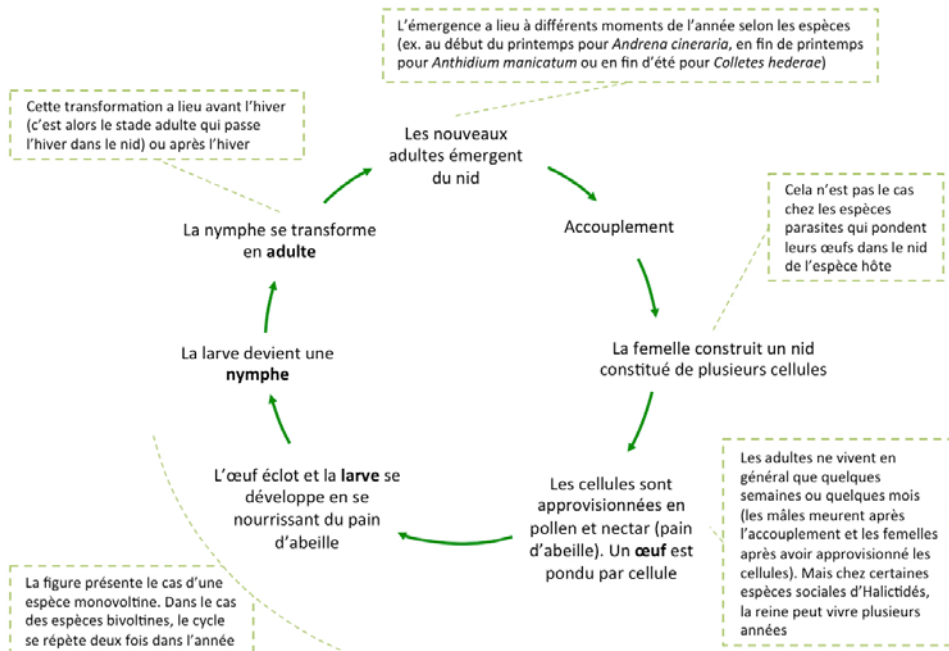 L'émergence a lieu à différents moments de l'année selon les espèces
(ex. au début du printemps pour Andrena cineraria, en fin de printemps
pour Anthidium manicatum ou en fin d'été pour Colletes hederae)
Cette transformation a lieu avant l'hiver
(c'est alors le stade adulte qui passe
l'hiver dans le nid) ou après l'hiver
Les nouveaux
adultes émergent
du nid
Accouplement
Cela n'est pas le cas
chez les espèces
parasites qui pondent
leurs œufs dans le nid
de l'espèce hôte
La femelle construit un nid
constitué de plusieurs cellules
Les cellules sont
approvisionnées en
pollen et nectar (pain
d'abeille). Un œuf est
pondu par cellule
Les adultes ne vivent en
général que quelques
semaines ou quelques mois
(les mâles meurent après
l'accouplement et les femelles
après avoir approvisionné les
cellules). Mais chez certaines
espèces sociales d'Halictidés,
la reine peut vivre plusieurs
années
L'œuf éclot et la larve se
développe en se
nourrissant du pain
d'abeille
La larve devient une
nymphe
La nymphe se transforme
en adulte
La figure présente le cas d'une
espèce monovoltine. Dans le cas
des espèces bivoltines, le cycle
se répète deux fois dans l'année